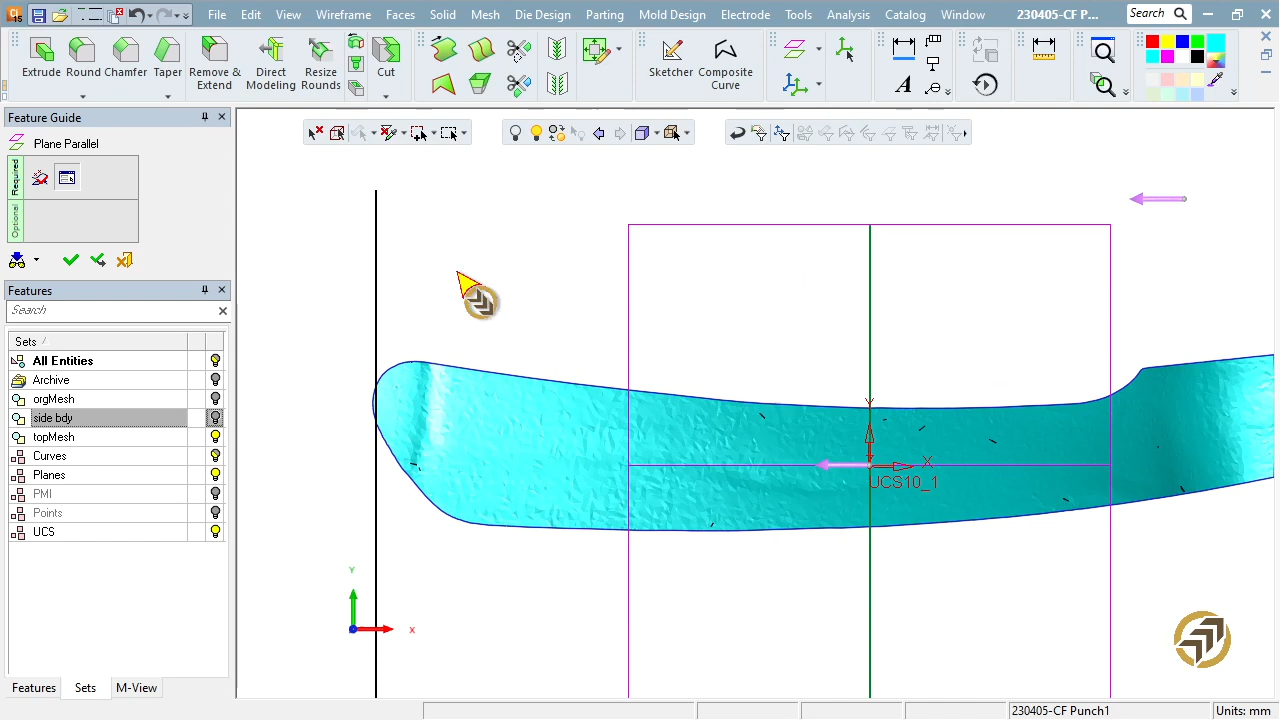 File Edit View Wireframe Faces Solid Mesh Die Design Parting Mold Design Electrode Tools Analysis Catalog Window 230405-CF P... Search
Extrude Round Chamfer Taper Remove & Extend Direct Modeling Resize Rounds Cut Sketcher Composite Curve
Feature Guide
Plane Parallel
Required
Optional
Features
Search
Sets
All Entities
Archive
orgMesh
side bdy
topMesh
Curves
Planes
PMI
Points
UCS
Y
X
UCS10_1
Y
X
Features Sets M-View
230405-CF Punch1 Units: mm